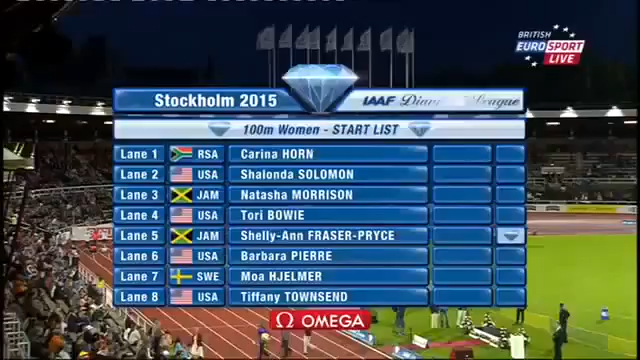 BRITISH
EUROSPORT
LIVE
Stockholm 2015 IAAF Diamond League
100m Women - START LIST
Lane 1 RSA Carina HORN
Lane 2 USA Shalonda SOLOMON
Lane 3 JAM Natasha MORRISON
Lane 4 USA Tori BOWIE
Lane 5 JAM Shelly-Ann FRASER-PRYCE
Lane 6 USA Barbara PIERRE
Lane 7 SWE Moa HJELMER
Lane 8 USA Tiffany TOWNSEND
Ω OMEGA